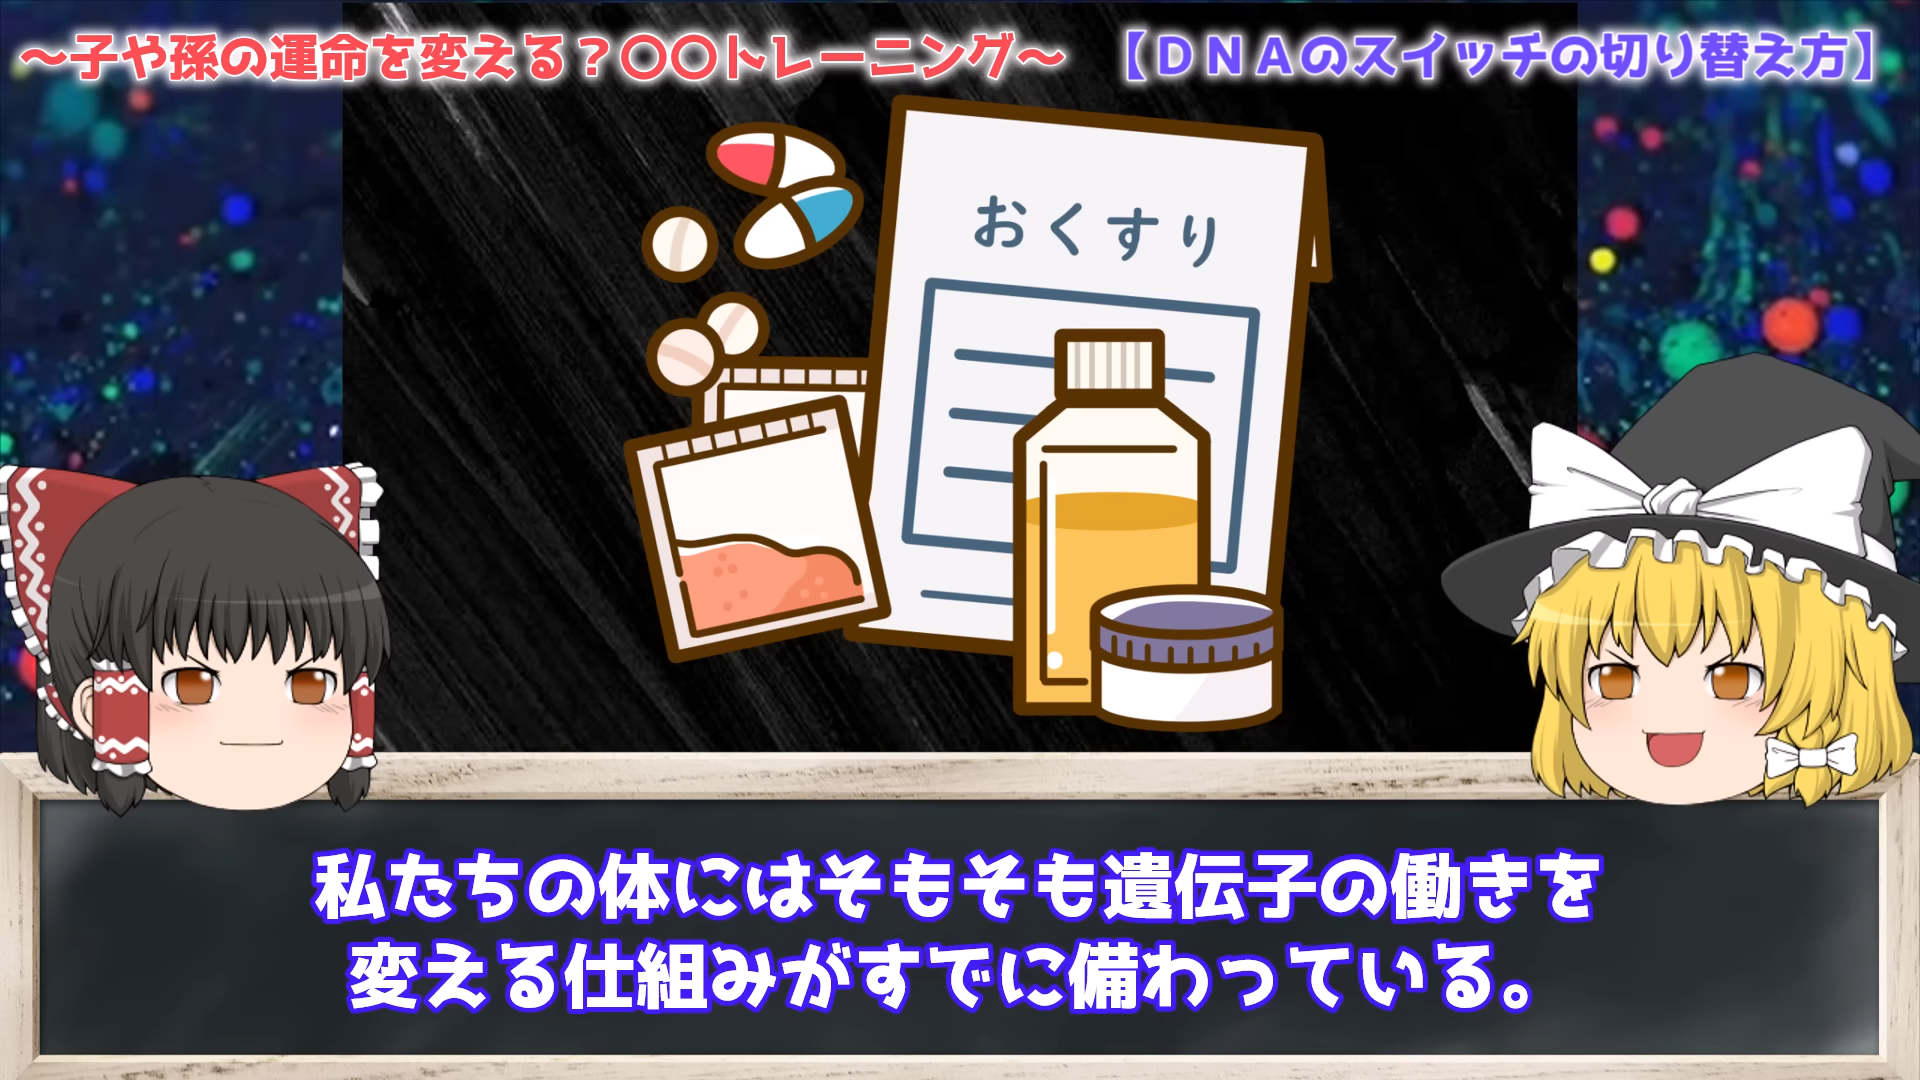 ～子や孫の運命を変える？〇〇トレーニング～　【ＤＮＡのスイッチの切り替え方】
おくすり
私たちの体にはそもそも遺伝子の働きを
変える仕組みがすでに備わっている。